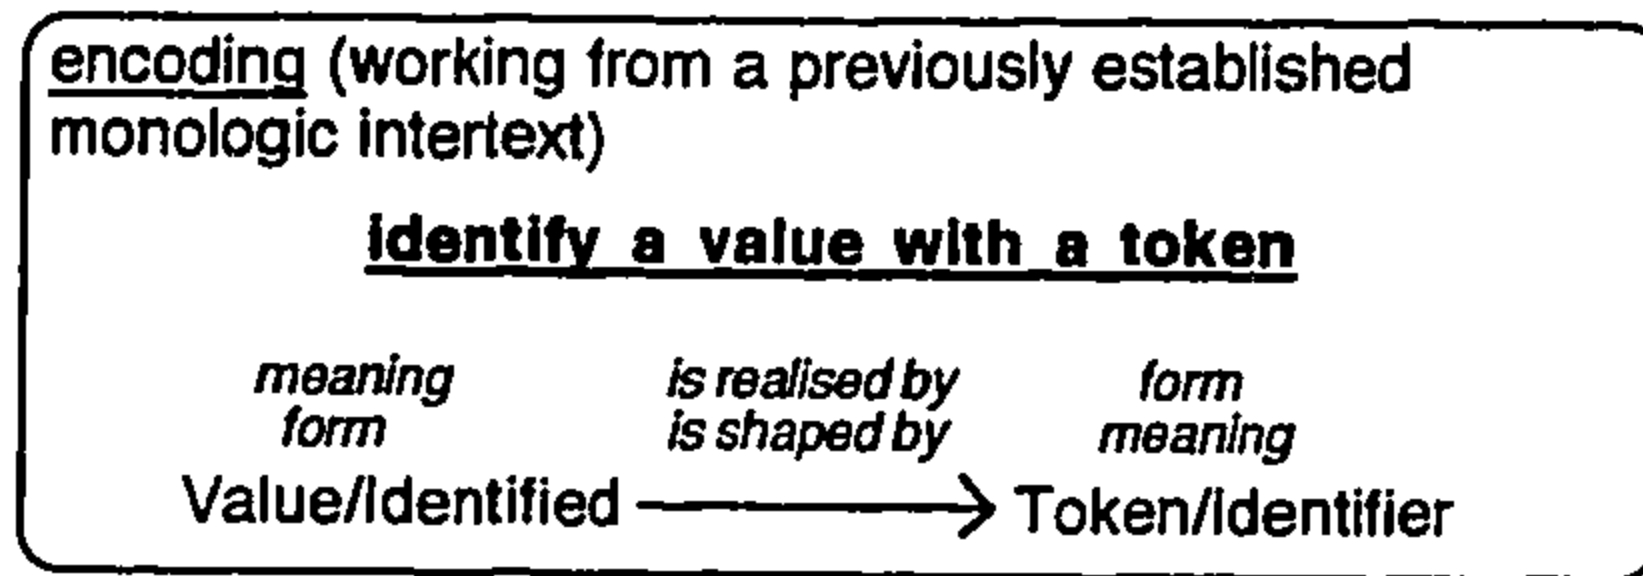 encoding (working from a previously established
monologic intertext)
identify a value with a token
meaning is realised by form
form is shaped by meaning
Value/Identified → Token/Identifier